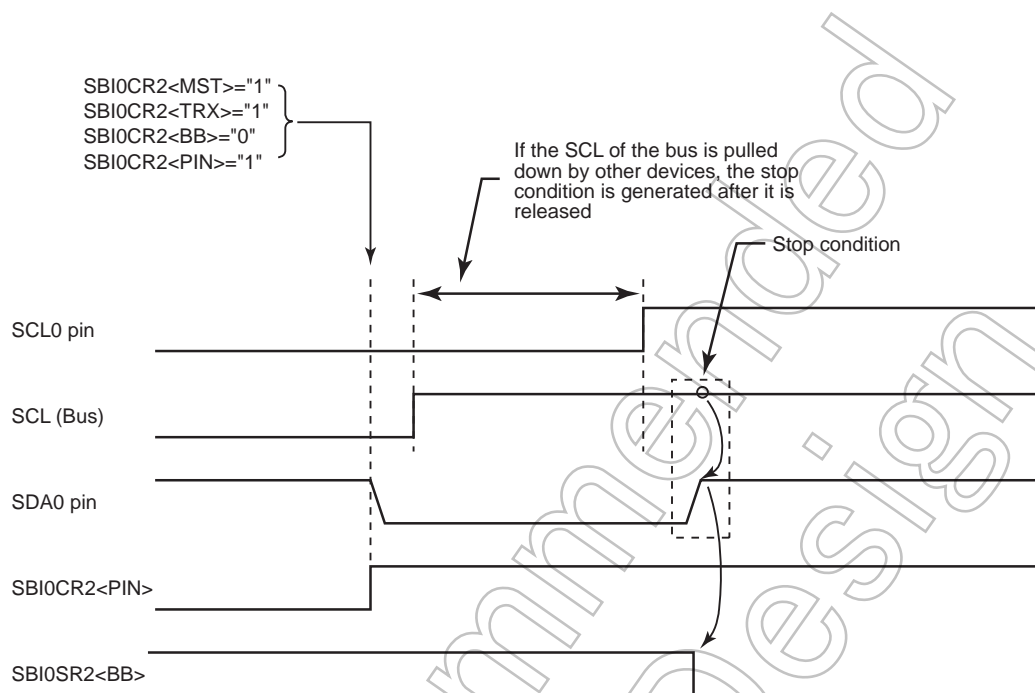 SBI0CR2<MST>="1"
SBI0CR2<TRX>="1"
SBI0CR2<BB>="0"
SBI0CR2<PIN>="1"
If the SCL of the bus is pulled
down by other devices, the stop
condition is generated after it is
released
Stop condition
SCL0 pin
SCL (Bus)
SDA0 pin
SBI0CR2<PIN>
SBI0SR2<BB>
mmended
Design